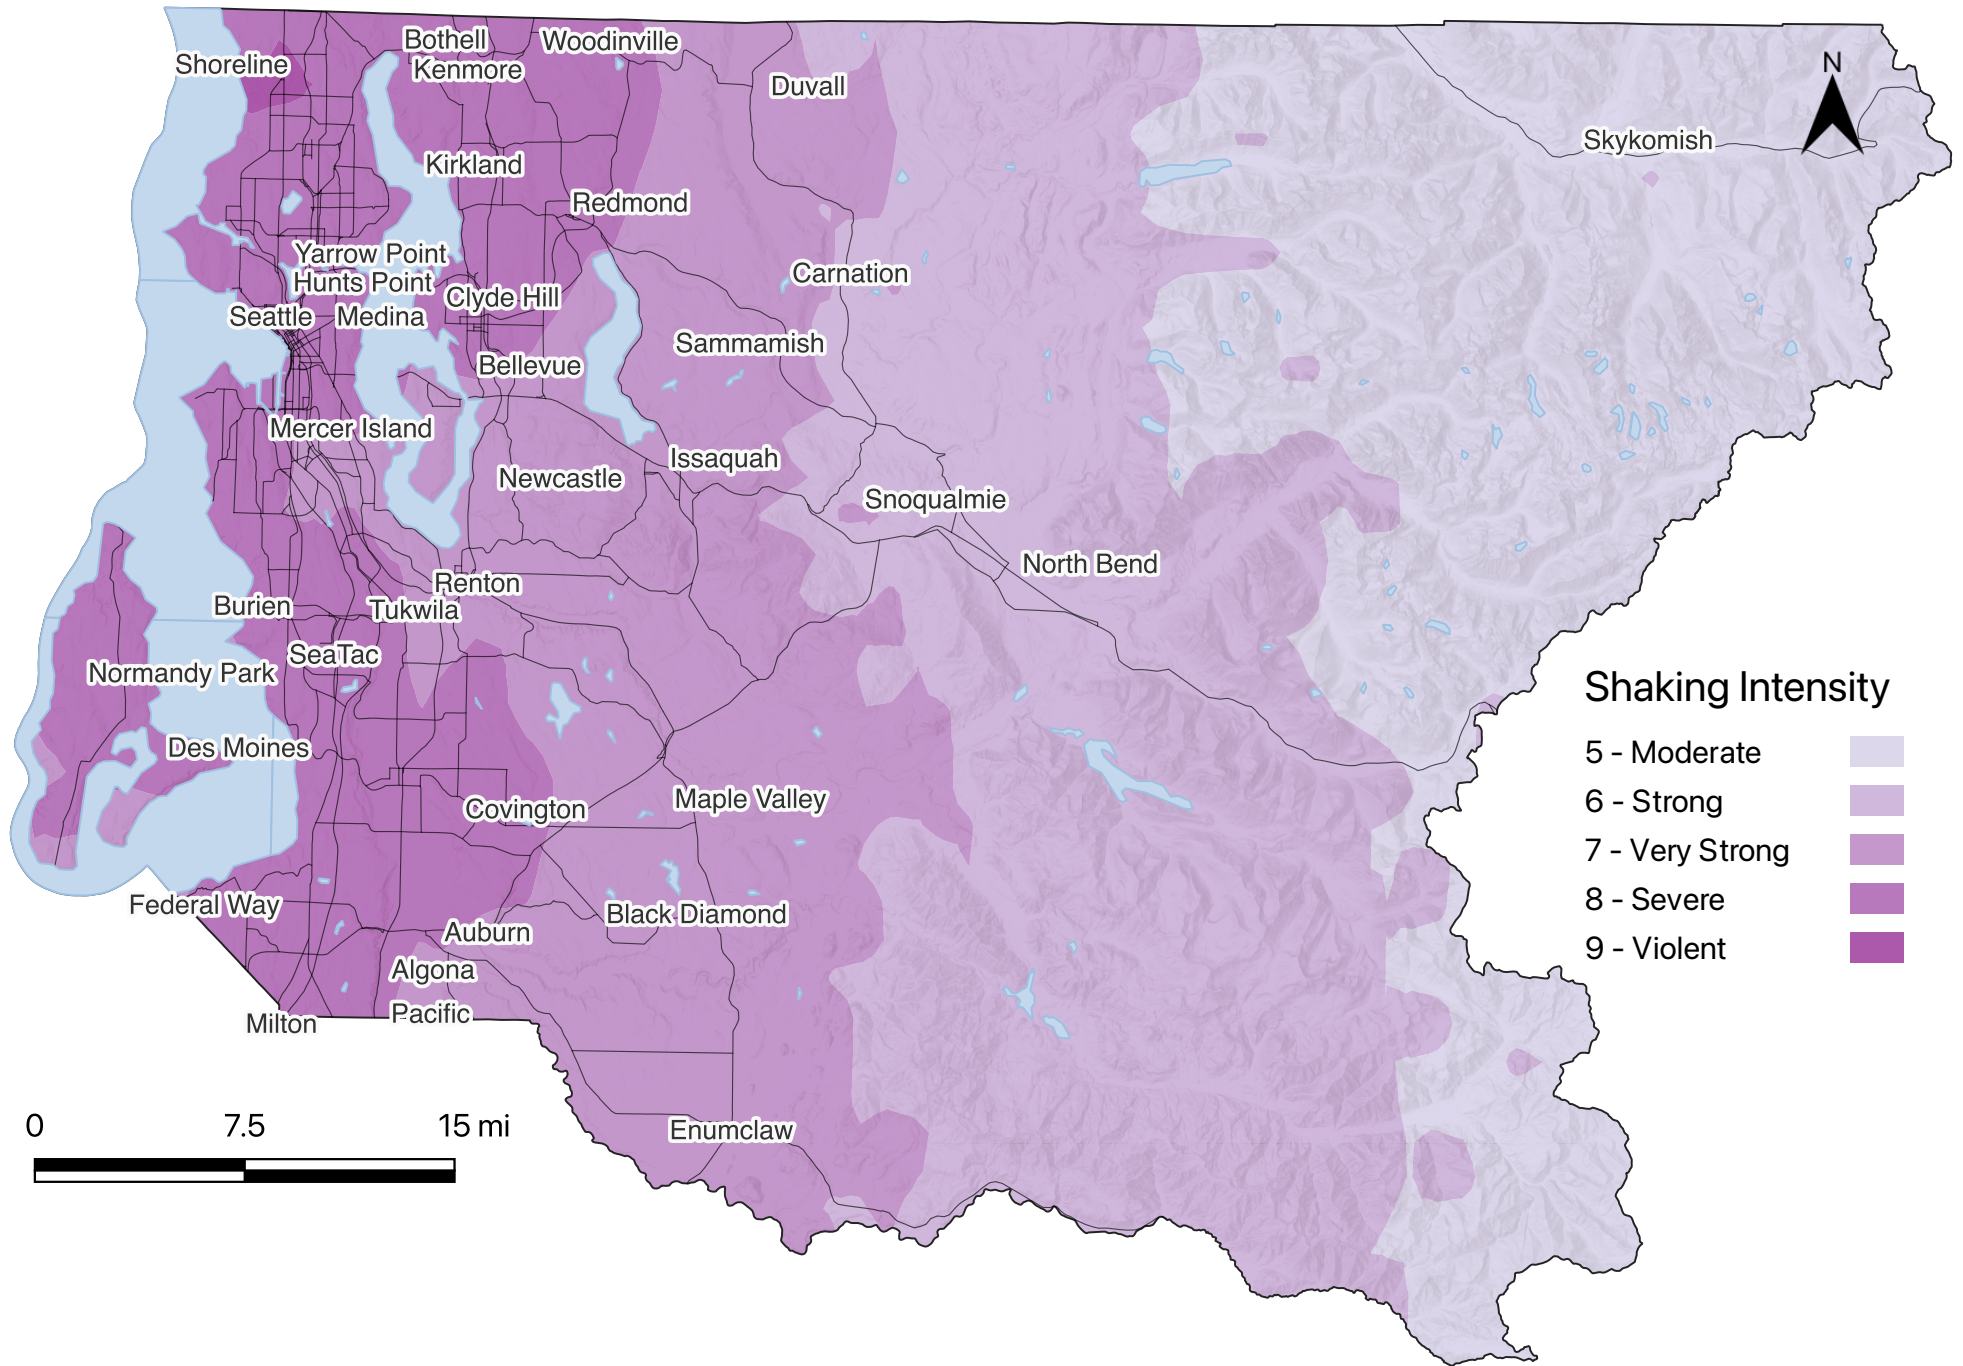 Bothell
Woodinville
Shoreline
Kenmore
N
Duvall
Skykomish
Kirkland
Redmond
Yarrow Point
Carnation
Hunts Point
Clyde Hill
Seattle
Medina
Sammamish
Bellevue
Mercer Island
Issaquah
Newcastle
Snoqualmie
North Bend
Renton
Burien
Tukwila
SeaTac
Normandy Park
Des Moines
Covington
Maple Valley
Federal Way
Black Diamond
Auburn
Algona
Pacific
Milton
Enumclaw
Shaking Intensity
5 - Moderate
6 - Strong
7 - Very Strong
8 - Severe
9 - Violent
0 7.5 15 mi